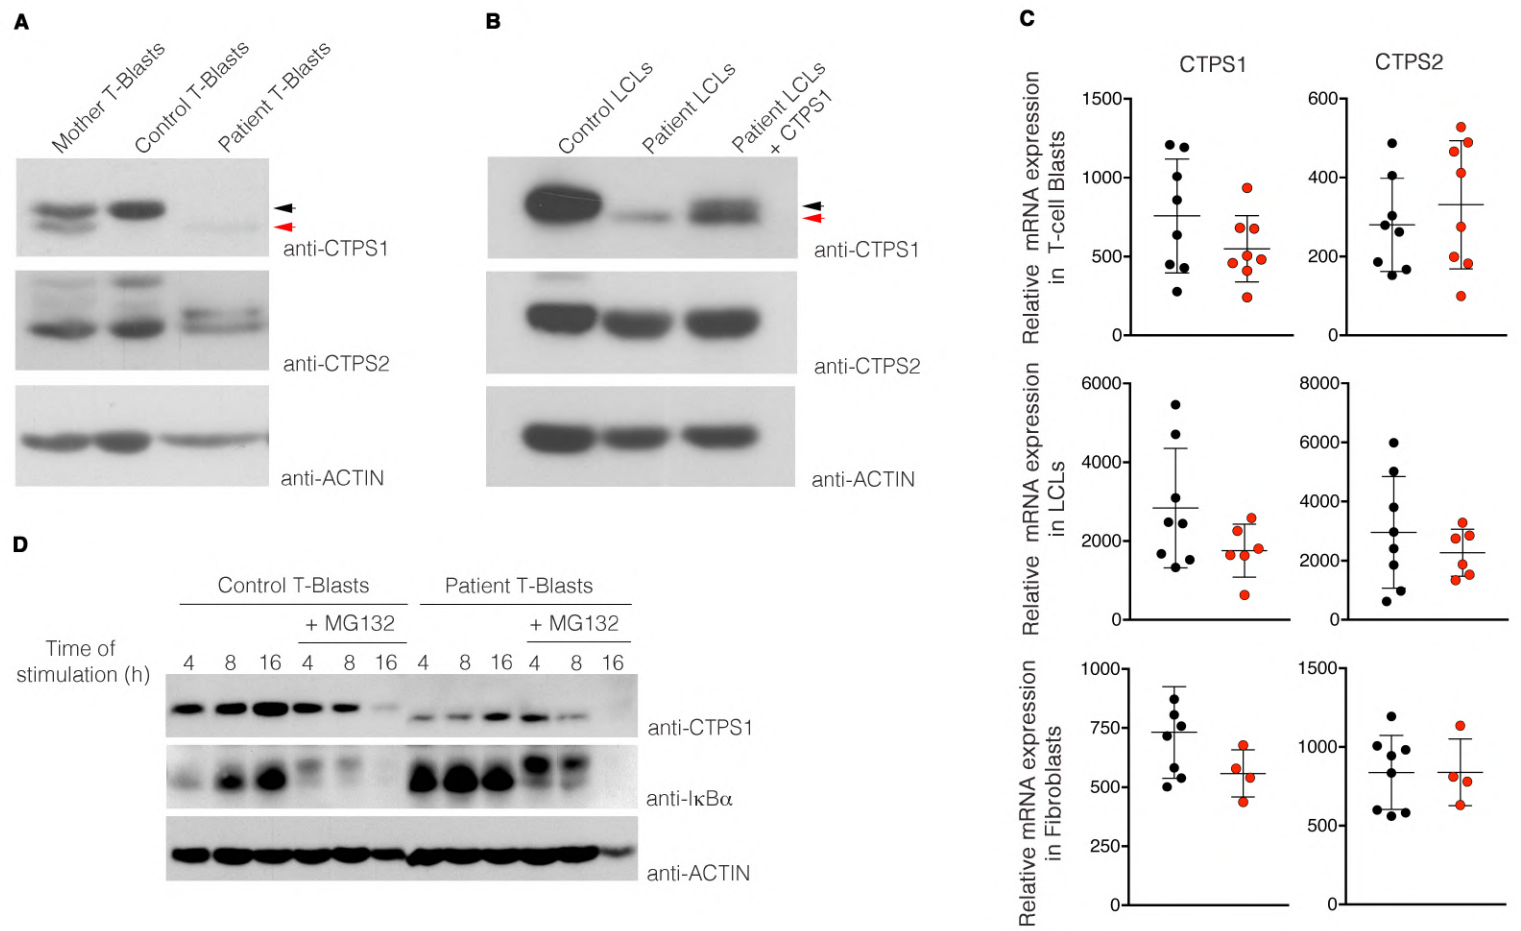 A
Mother T-Blasts
Control T-Blasts
Patient T-Blasts
anti-CTPS1
anti-CTPS2
anti-ACTIN
B
Control LCLs
Patient LCLs
Patient LCLs
+ CTPS1
anti-CTPS1
anti-CTPS2
anti-ACTIN
C
CTPS1
CTPS2
Relative mRNA expression
in T-cell Blasts
1500
1000
500
0
600
400
200
0
Relative mRNA expression
in LCLs
6000
4000
2000
0
8000
6000
4000
2000
0
Relative mRNA expression
in Fibroblasts
1000
750
500
250
0
1500
1000
500
0
D
Control T-Blasts
Patient T-Blasts
+ MG132
+ MG132
Time of
stimulation (h)
4 8 16 4 8 16 4 8 16 4 8 16
anti-CTPS1
anti-IκBα
anti-ACTIN